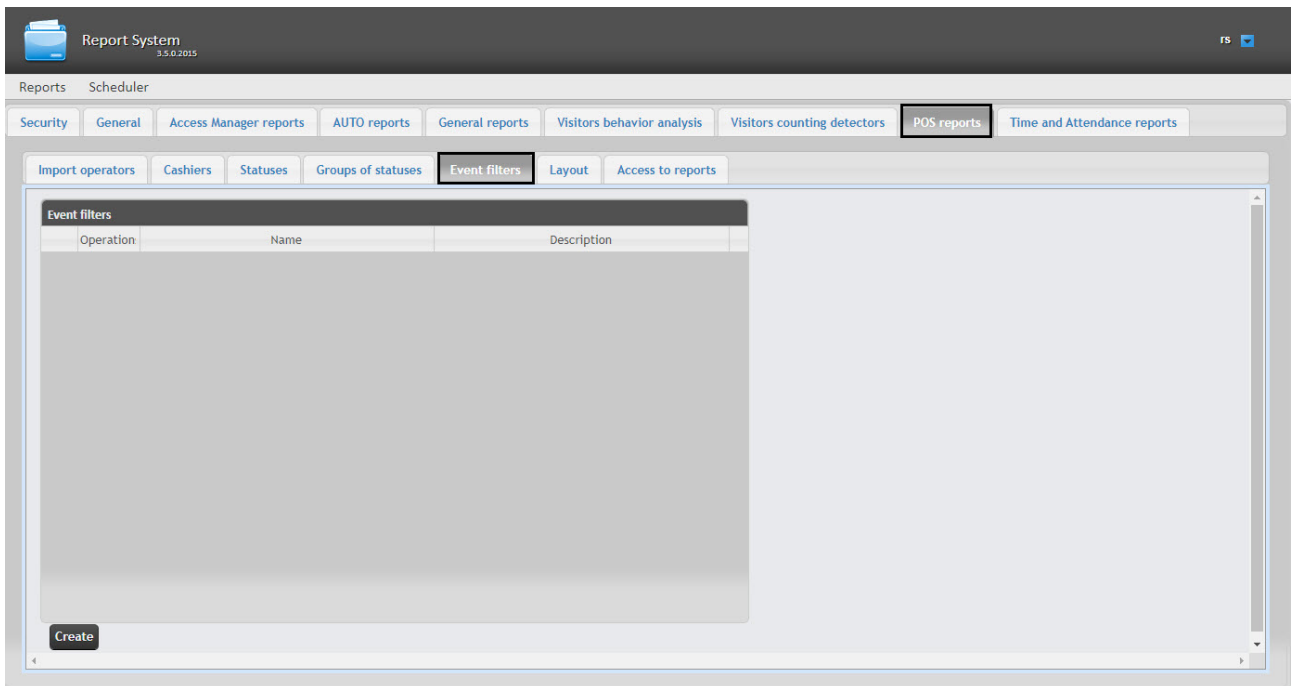 Report System
3.5.0.2015
rs
Reports Scheduler
Security General Access Manager reports AUTO reports General reports Visitors behavior analysis Visitors counting detectors POS reports Time and Attendance reports
Import operators Cashiers Statuses Groups of statuses Event filters Layout Access to reports
Event filters
Operation Name Description
Create